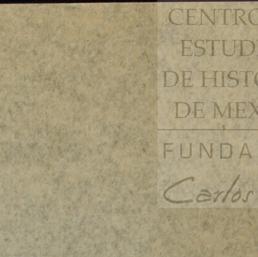 CENTRO
ESTUD
DE HISTO
DE MEX
FUNDA
Carlos